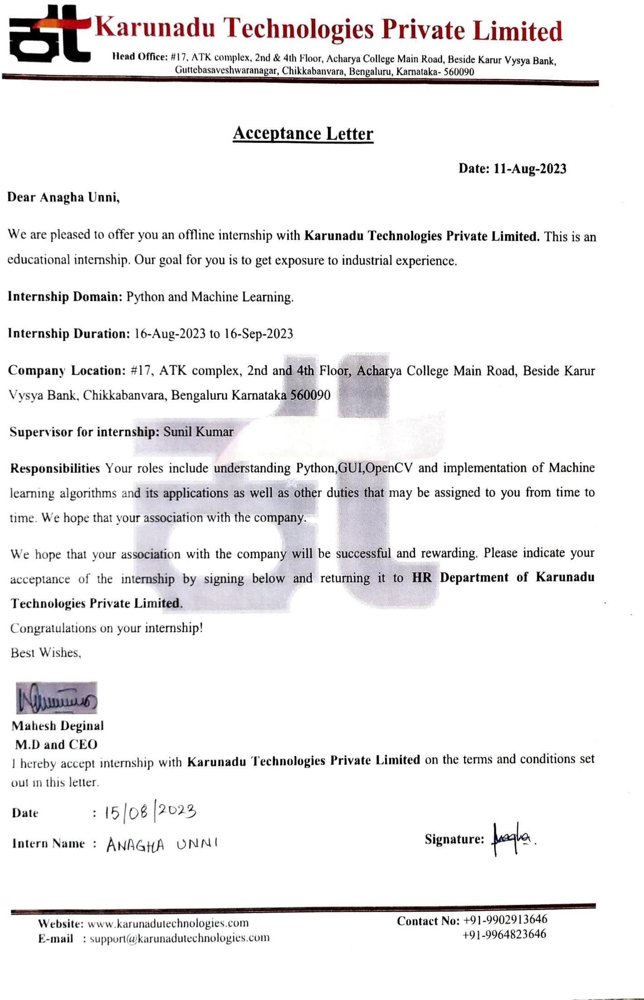 Karunadu Technologies Private Limited
Head Office: #17, ATK complex, 2nd & 4th Floor, Acharya College Main Road, Beside Karur Vysya Bank,
Guttebasaveshwaranagar, Chikkabanvara, Bengaluru, Karnataka- 560090
Acceptance Letter
Date: 11-Aug-2023
Dear Anagha Unni,
We are pleased to offer you an offline internship with Karunadu Technologies Private Limited. This is an
educational internship. Our goal for you is to get exposure to industrial experience.
Internship Domain: Python and Machine Learning.
Internship Duration: 16-Aug-2023 to 16-Sep-2023
Company Location: #17, ATK complex, 2nd and 4th Floor, Acharya College Main Road, Beside Karur
Vysya Bank, Chikkabanvara, Bengaluru Karnataka 560090
Supervisor for internship: Sunil Kumar
Responsibilities Your roles include understanding Python,GUI,OpenCV and implementation of Machine
learning algorithms and its applications as well as other duties that may be assigned to you from time to
time. We hope that your association with the company.
We hope that your association with the company will be successful and rewarding. Please indicate your
acceptance of the internship by signing below and returning it to HR Department of Karunadu
Technologies Private Limited.
Congratulations on your internship!
Best Wishes,
Mahesh Deginal
M.D and CEO
I hereby accept internship with Karunadu Technologies Private Limited on the terms and conditions set
out in this letter.
Date : 15/08/2023
Intern Name : ANAGHA UNNI
Signature: Anagha.
Website: www.karunadutechnologies.com
E-mail : support@karunadutechnologies.com
Contact No: +91-9902913646
+91-9964823646